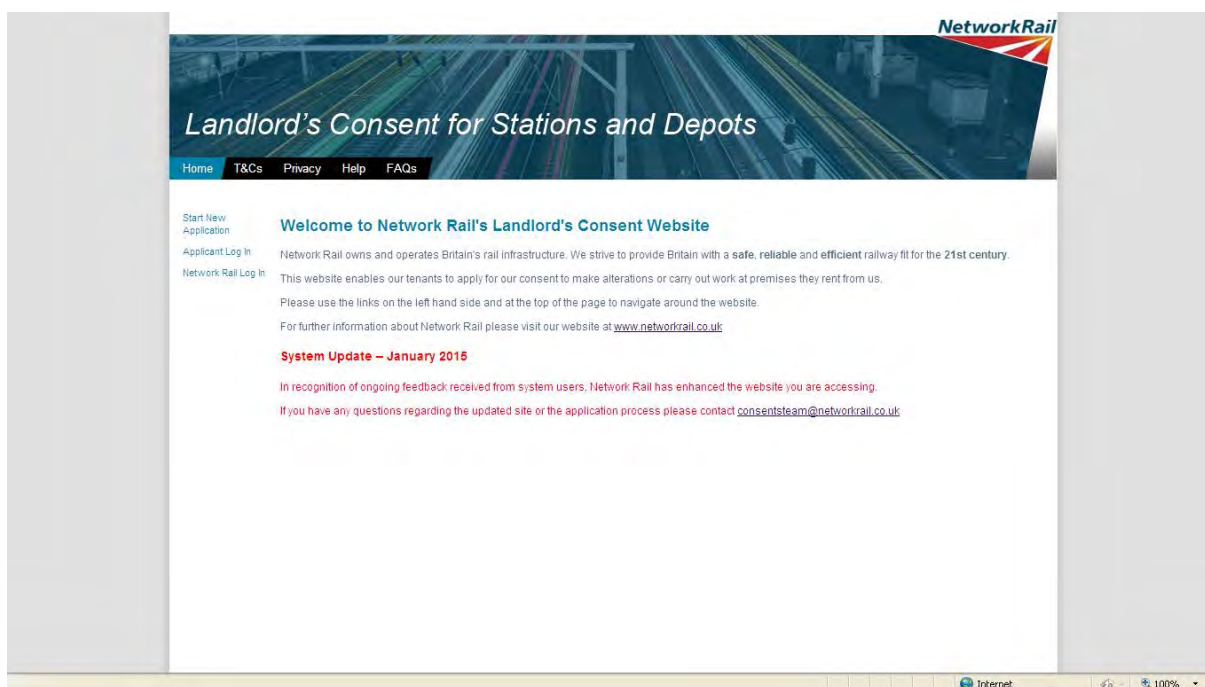 NetworkRail
Landlord's Consent for Stations and Depots
Home T&Cs Privacy Help FAQs
Start New
Application
Applicant Log In
Network Rail Log In
Welcome to Network Rail's Landlord's Consent Website
Network Rail owns and operates Britain's rail infrastructure. We strive to provide Britain with a safe, reliable and efficient railway fit for the 21st century.
This website enables our tenants to apply for our consent to make alterations or carry out work at premises they rent from us.
Please use the links on the left hand side and at the top of the page to navigate around the website.
For further information about Network Rail please visit our website at www.networkrail.co.uk
System Update – January 2015
In recognition of ongoing feedback received from system users, Network Rail has enhanced the website you are accessing.
If you have any questions regarding the updated site or the application process please contact consentsteam@networkrail.co.uk
Internet 100%